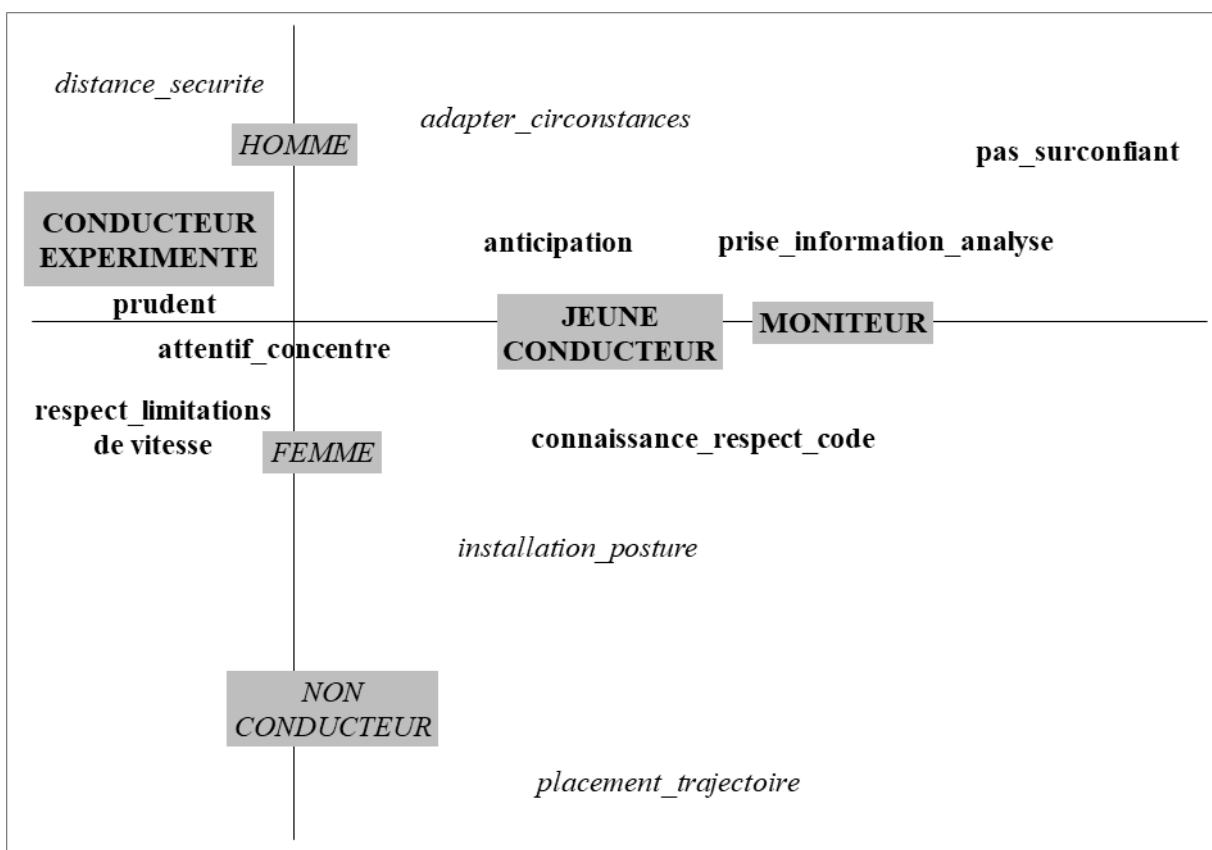 distance_securite
adapter_circonstances
HOMME
pas_surconfiant
CONDUCTEUR
EXPERIMENTE
anticipation
prise_information_analyse
prudent
JEUNE
CONDUCTEUR
MONITEUR
attentif_concentre
respect_limitations
de vitesse
FEMME
connaissance_respect_code
installation_posture
NON
CONDUCTEUR
placement_trajectoire